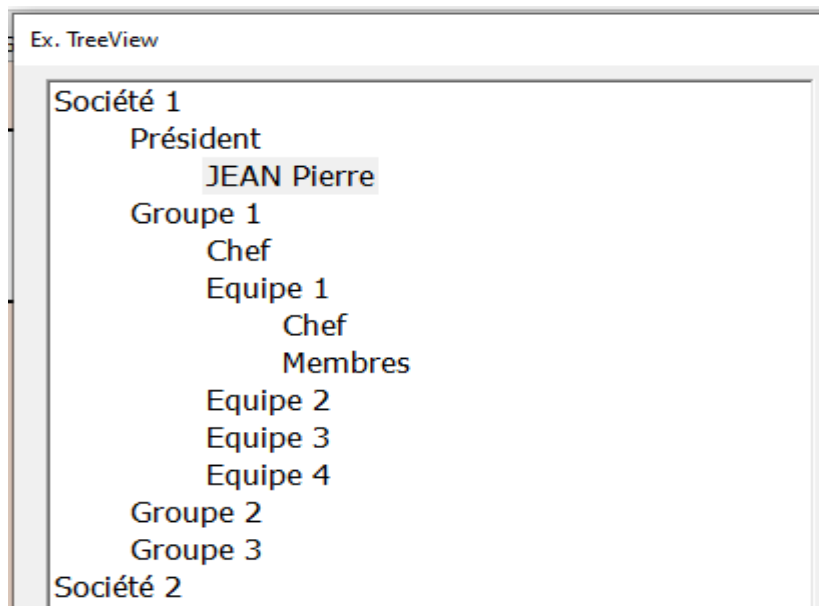 Ex. TreeView
Société 1
Président
JEAN Pierre
Groupe 1
Chef
Equipe 1
Chef
Membres
Equipe 2
Equipe 3
Equipe 4
Groupe 2
Groupe 3
Société 2